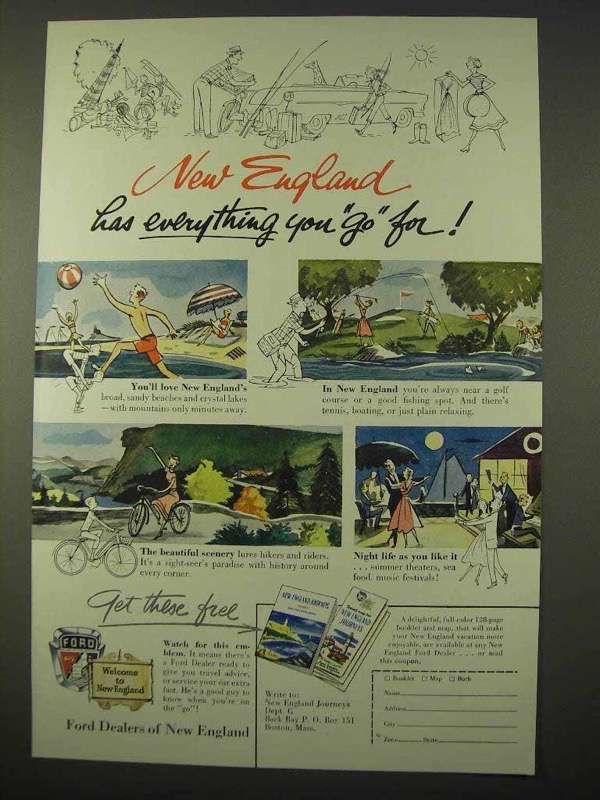 New England
has everything you "go" for!
You'll love New England's
broad, sandy beaches and crystal lakes
—with mountains only minutes away.
In New England you're always near a golf
course or a good fishing spot. And there's
tennis, boating, or just plain relaxing.
The beautiful scenery lures hikers and riders.
It's a sight-seer's paradise with history around
every corner.
Night life as you like it
. . . summer theaters, sea
food, music festivals!
Get these free
FORD
Welcome
to
New England
Watch for this em-
blem. It means there's
a Ford Dealer ready to
give you travel advice,
or service your car extra
fast. He's a good guy to
know when you're on
the "go"!
Ford Dealers of New England
NEW ENGLAND JOURNEYS
NEW ENGLAND
JOURNEYS
Write to:
New England Journeys
Dept. G
Back Bay P. O. Box 151
Boston, Mass.
A delightful, full-color 128-page
booklet and map, that will make
your New England vacation more
enjoyable, are available at any New
England Ford Dealer . . . or mail
this coupon.
Booklet Map Both
Name
Address
City
Zone State